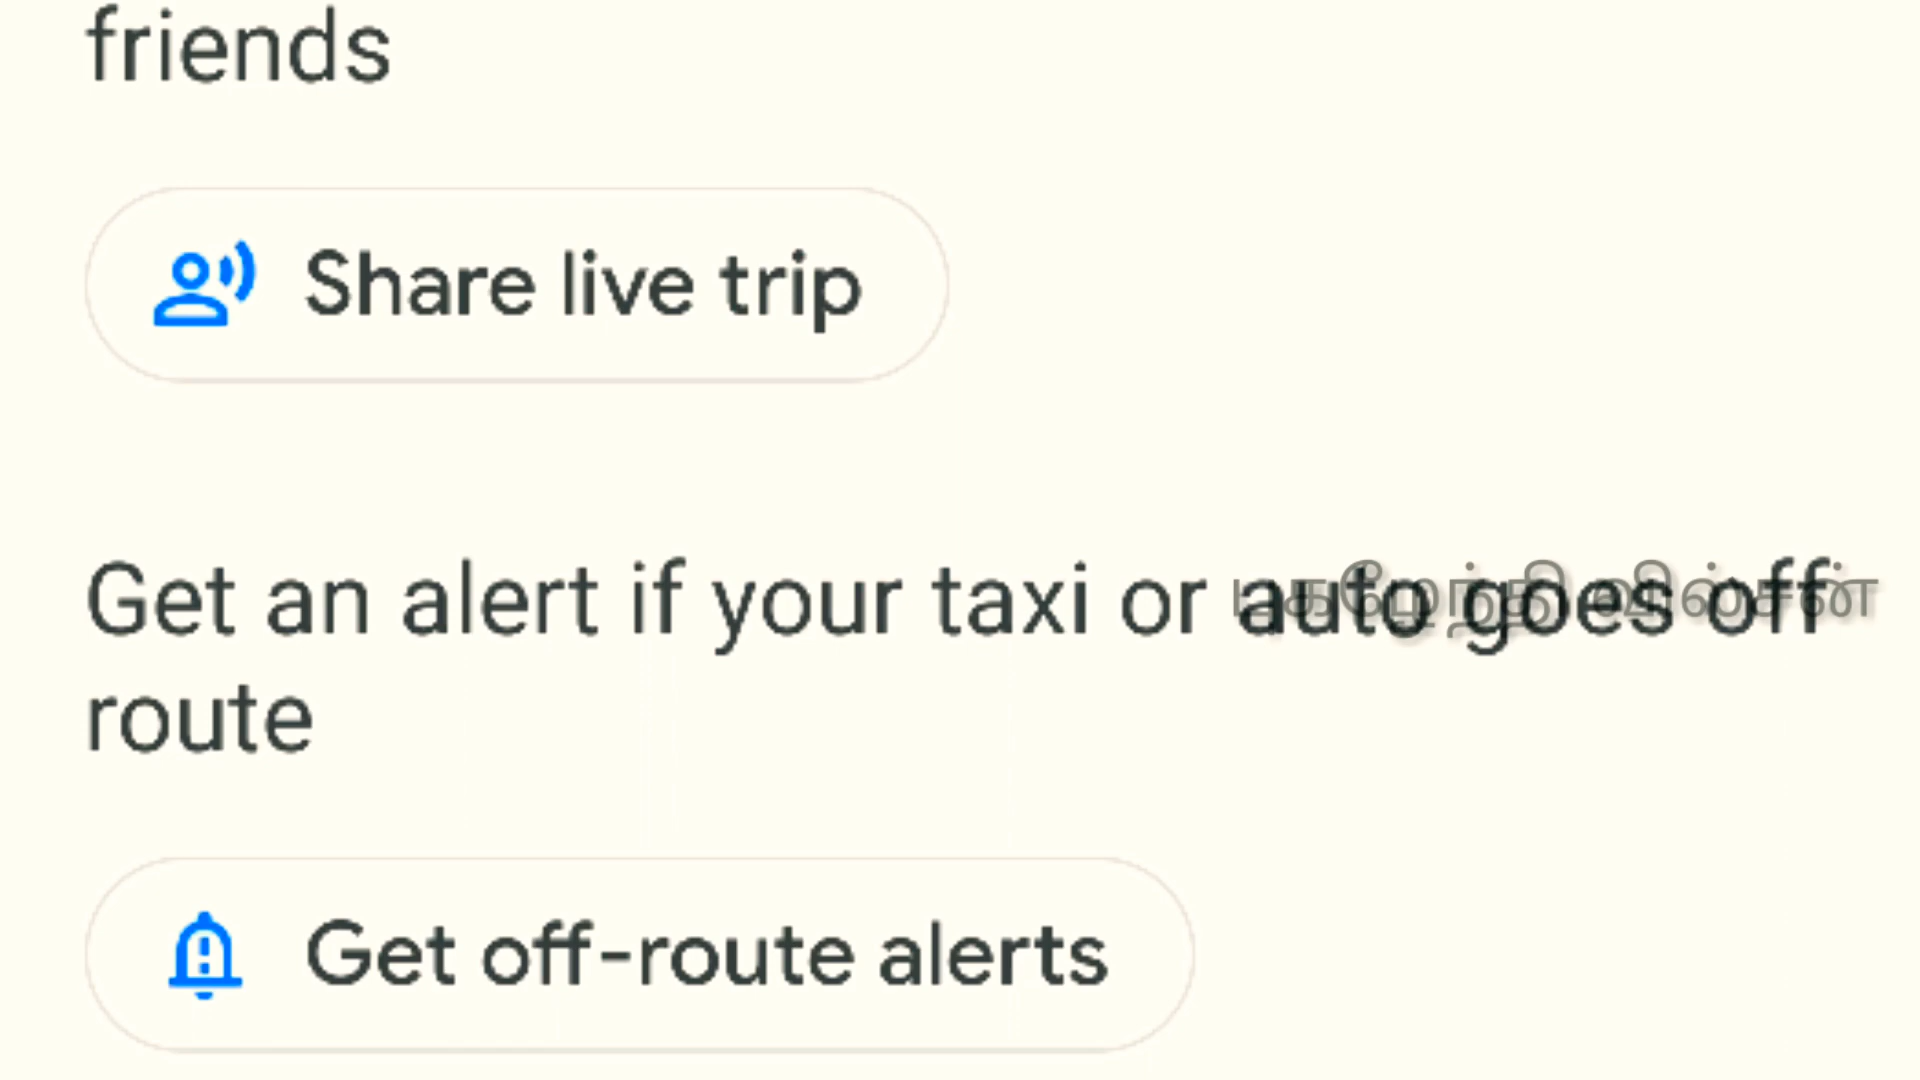 friends
Share live trip
Get an alert if your taxi or auto goes off
route
Get off-route alerts